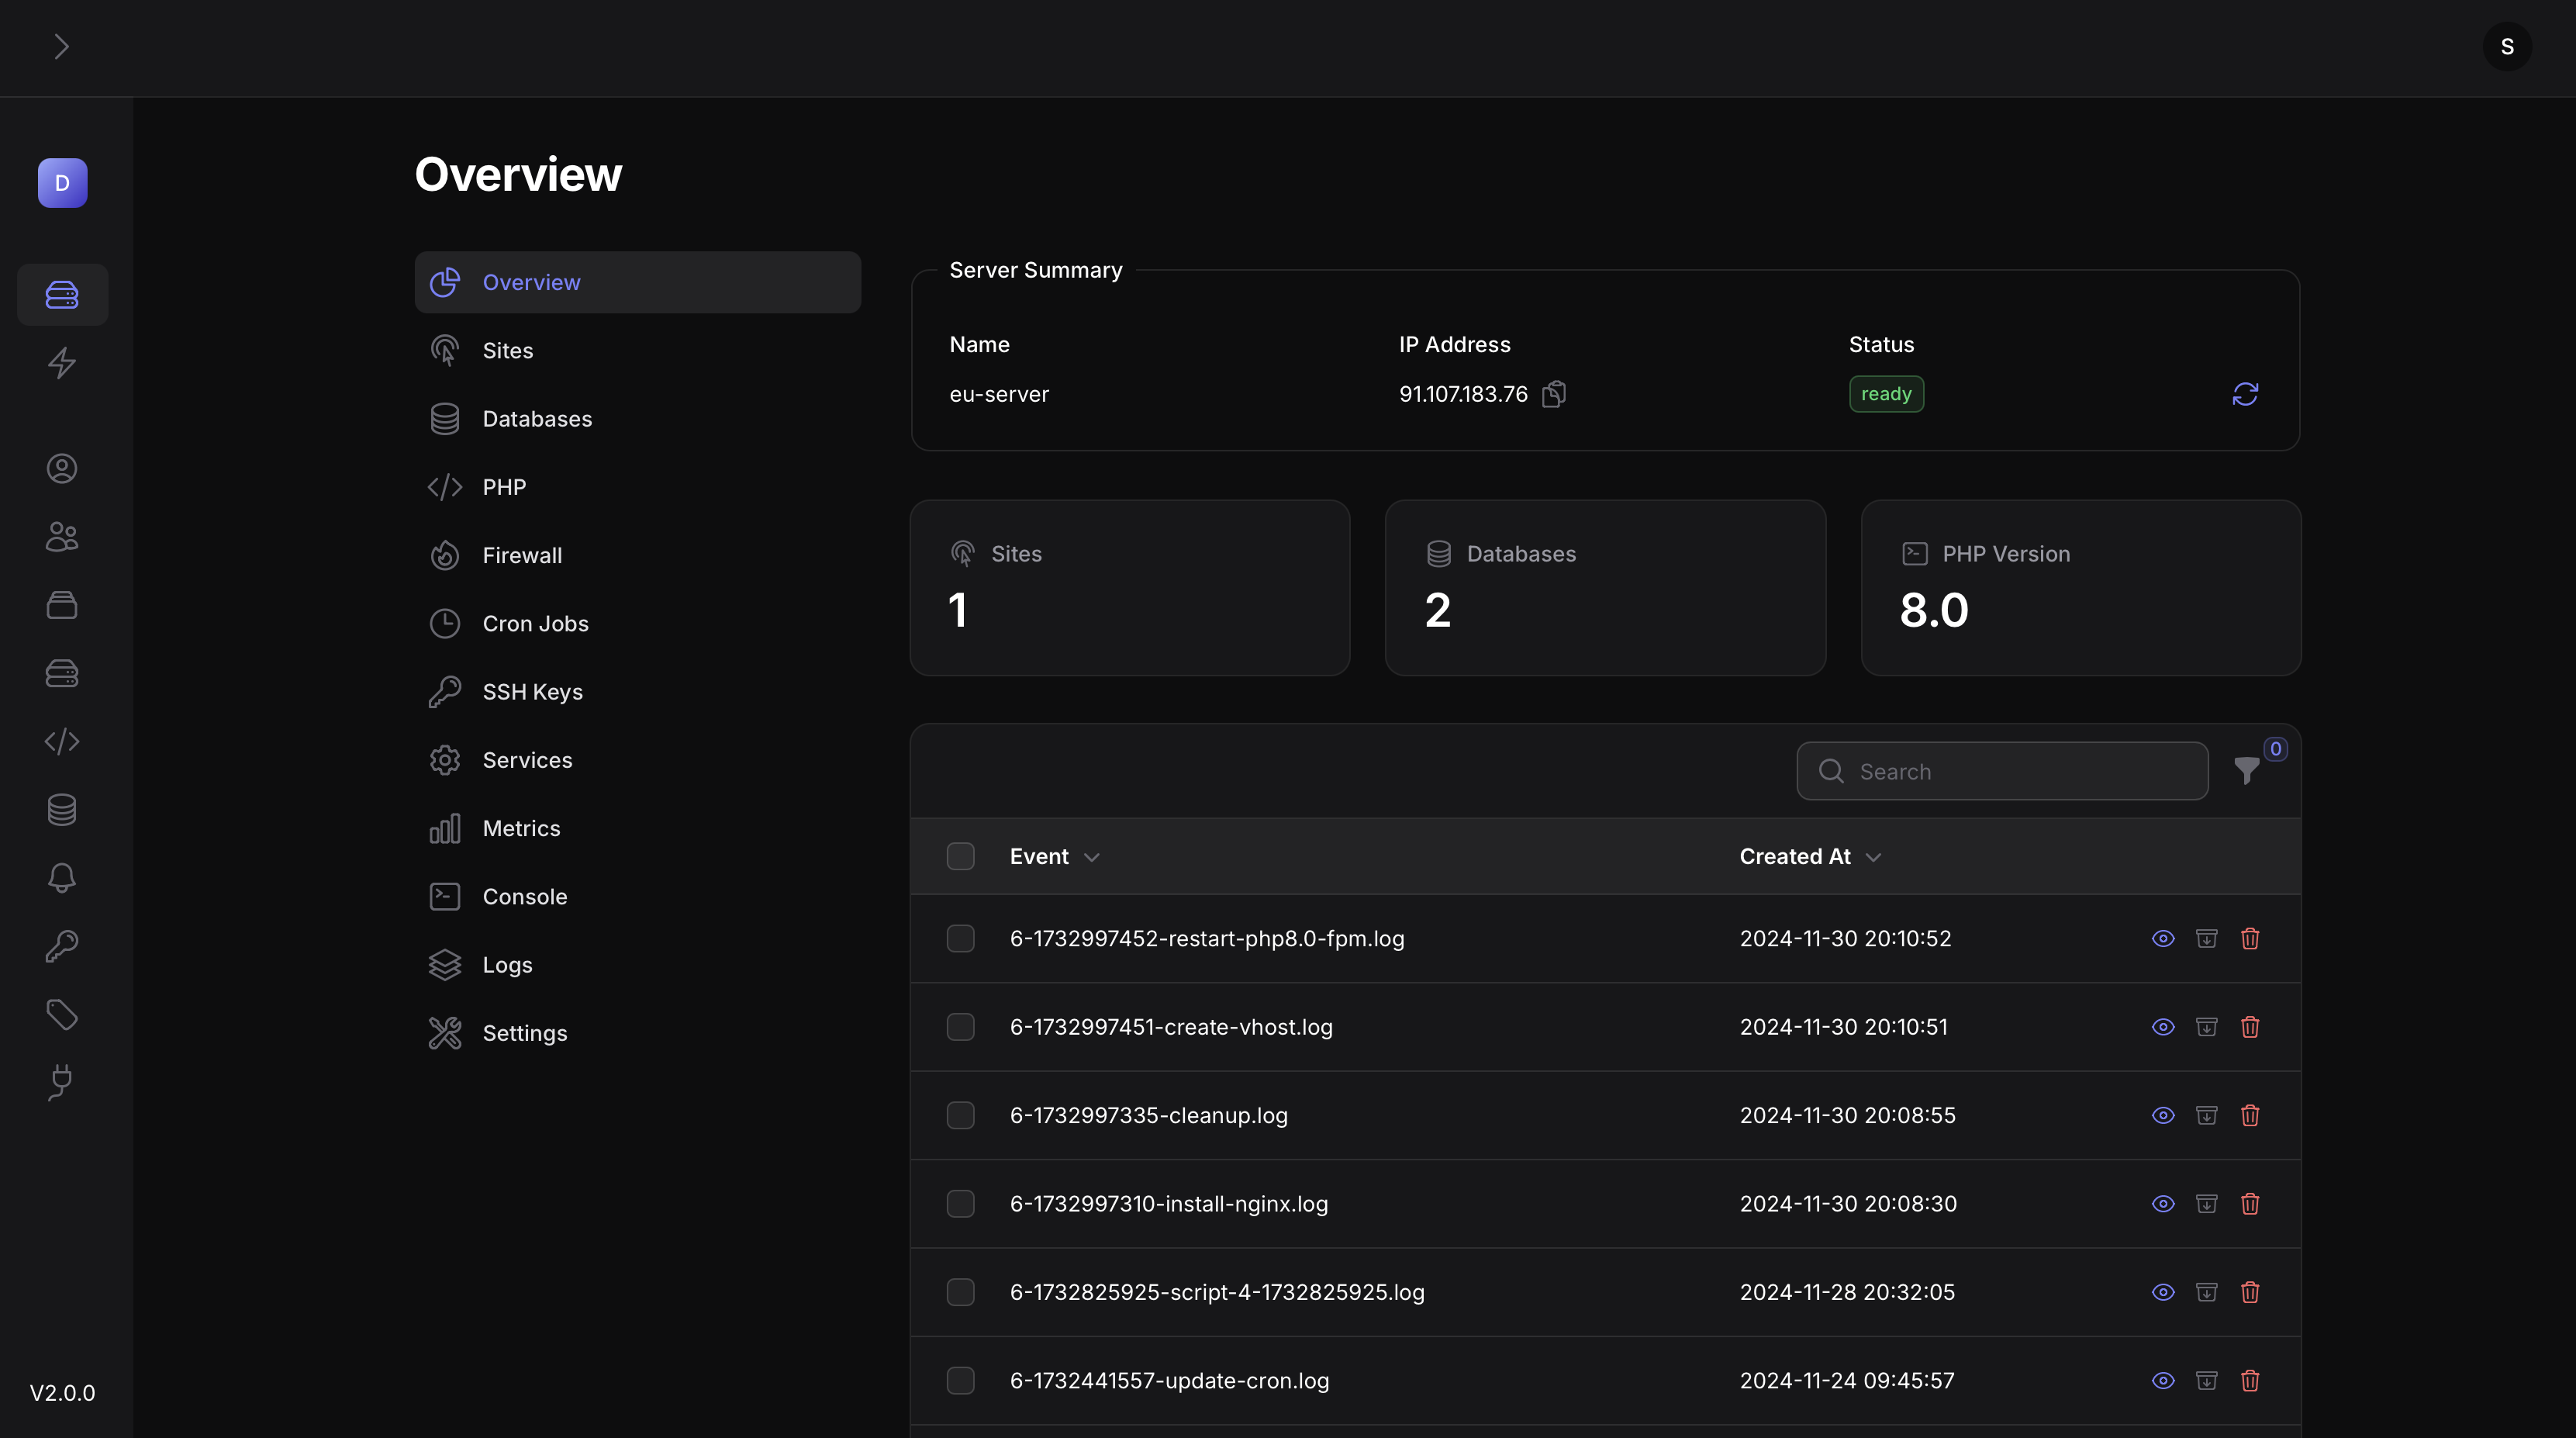 S
D
Overview
Overview
Sites
Databases
PHP
Firewall
Cron Jobs
SSH Keys
Services
Metrics
Console
Logs
Settings
V2.0.0
Server Summary
Name IP Address Status
eu-server 91.107.183.76 ready
Sites Databases PHP Version
1 2 8.0
Search 0
Event Created At
6-1732997452-restart-php8.0-fpm.log 2024-11-30 20:10:52
6-1732997451-create-vhost.log 2024-11-30 20:10:51
6-1732997335-cleanup.log 2024-11-30 20:08:55
6-1732997310-install-nginx.log 2024-11-30 20:08:30
6-1732825925-script-4-1732825925.log 2024-11-28 20:32:05
6-1732441557-update-cron.log 2024-11-24 09:45:57